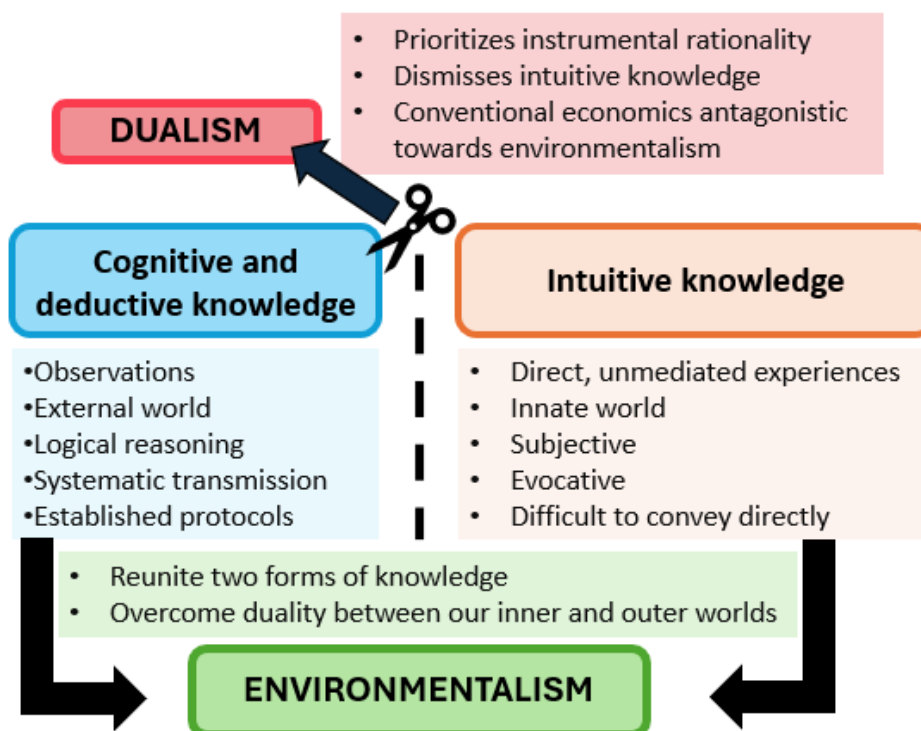 • Prioritizes instrumental rationality
• Dismisses intuitive knowledge
• Conventional economics antagonistic
towards environmentalism
DUALISM
Cognitive and
deductive knowledge
•Observations
•External world
•Logical reasoning
•Systematic transmission
•Established protocols
Intuitive knowledge
• Direct, unmediated experiences
• Innate world
• Subjective
• Evocative
• Difficult to convey directly
• Reunite two forms of knowledge
• Overcome duality between our inner and outer worlds
ENVIRONMENTALISM